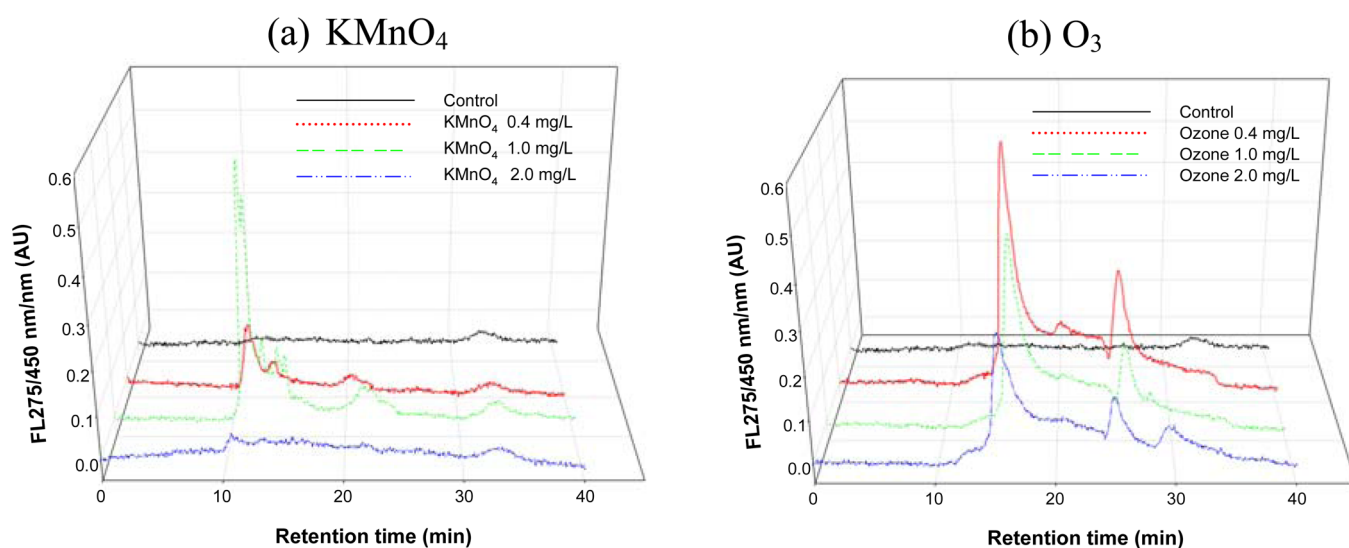 (a) KMnO4
Control
KMnO4 0.4 mg/L
KMnO4 1.0 mg/L
KMnO4 2.0 mg/L
0.6
0.5
0.4
0.3
0.2
0.1
0.0
FL275/450 nm/nm (AU)
0 10 20 30 40
Retention time (min)
(b) O3
Control
Ozone 0.4 mg/L
Ozone 1.0 mg/L
Ozone 2.0 mg/L
0.6
0.5
0.4
0.3
0.2
0.1
0.0
FL275/450 nm/nm (AU)
0 10 20 30 40
Retention time (min)